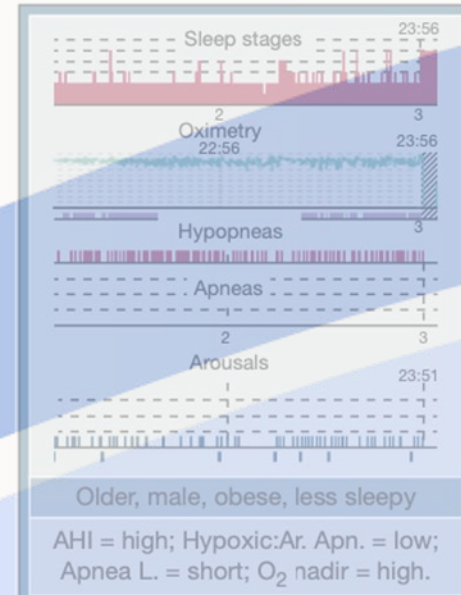 23:56
Sleep stages
2 3
Oximetry
22:56 23:56
3
Hypopneas
Apneas
2 3
Arousals
23:51
Older, male, obese, less sleepy
AHI = high; Hypoxic:Ar. Apn. = low;
Apnea L. = short; O₂ nadir = high.